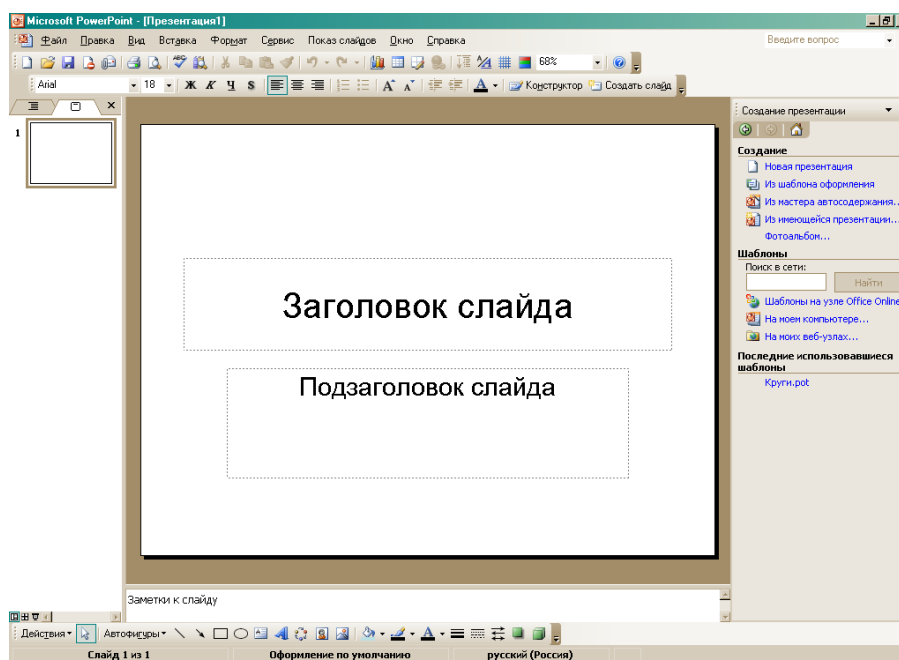 Microsoft PowerPoint - [Презентация1]
Файл Правка Вид Вставка Формат Сервис Показ слайдов Окно Справка Введите вопрос
68%
Arial 18 Ж К Ч S Конструктор Создать слайд
1
Заголовок слайда
Подзаголовок слайда
Заметки к слайду
Создание презентации
Создание
Новая презентация
Из шаблона оформления
Из мастера автосодержания...
Из имеющейся презентации...
Фотоальбом...
Шаблоны
Поиск в сети:
Найти
Шаблоны на узле Office Online
На моем компьютере...
На моих веб-узлах...
Последние использовавшиеся
шаблоны
Круги.pot
Действия Автофигуры
Слайд 1 из 1 Оформление по умолчанию русский (Россия)